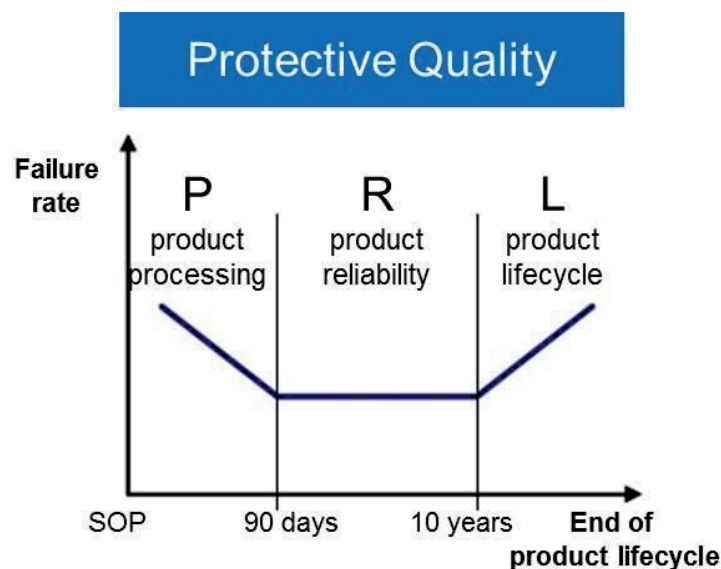 Protective Quality
Failure
rate
P
product
processing
R
product
reliability
L
product
lifecycle
SOP
90 days
10 years
End of
product lifecycle